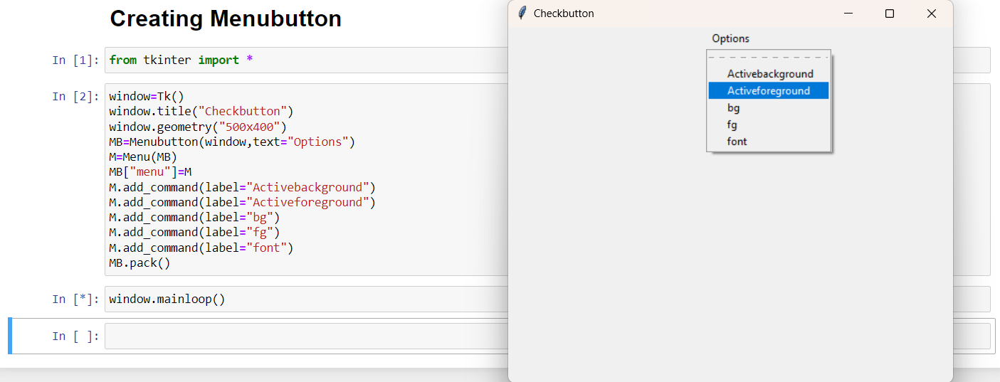 Creating Menubutton
In [1]: from tkinter import *
In [2]: window=Tk()
window.title("Checkbutton")
window.geometry("500x400")
MB=Menubutton(window,text="Options")
M=Menu(MB)
MB["menu"]=M
M.add_command(label="Activebackground")
M.add_command(label="Activeforeground")
M.add_command(label="bg")
M.add_command(label="fg")
M.add_command(label="font")
MB.pack()
In [*]: window.mainloop()
In [ ]:
Checkbutton
Options
Activebackground
Activeforeground
bg
fg
font